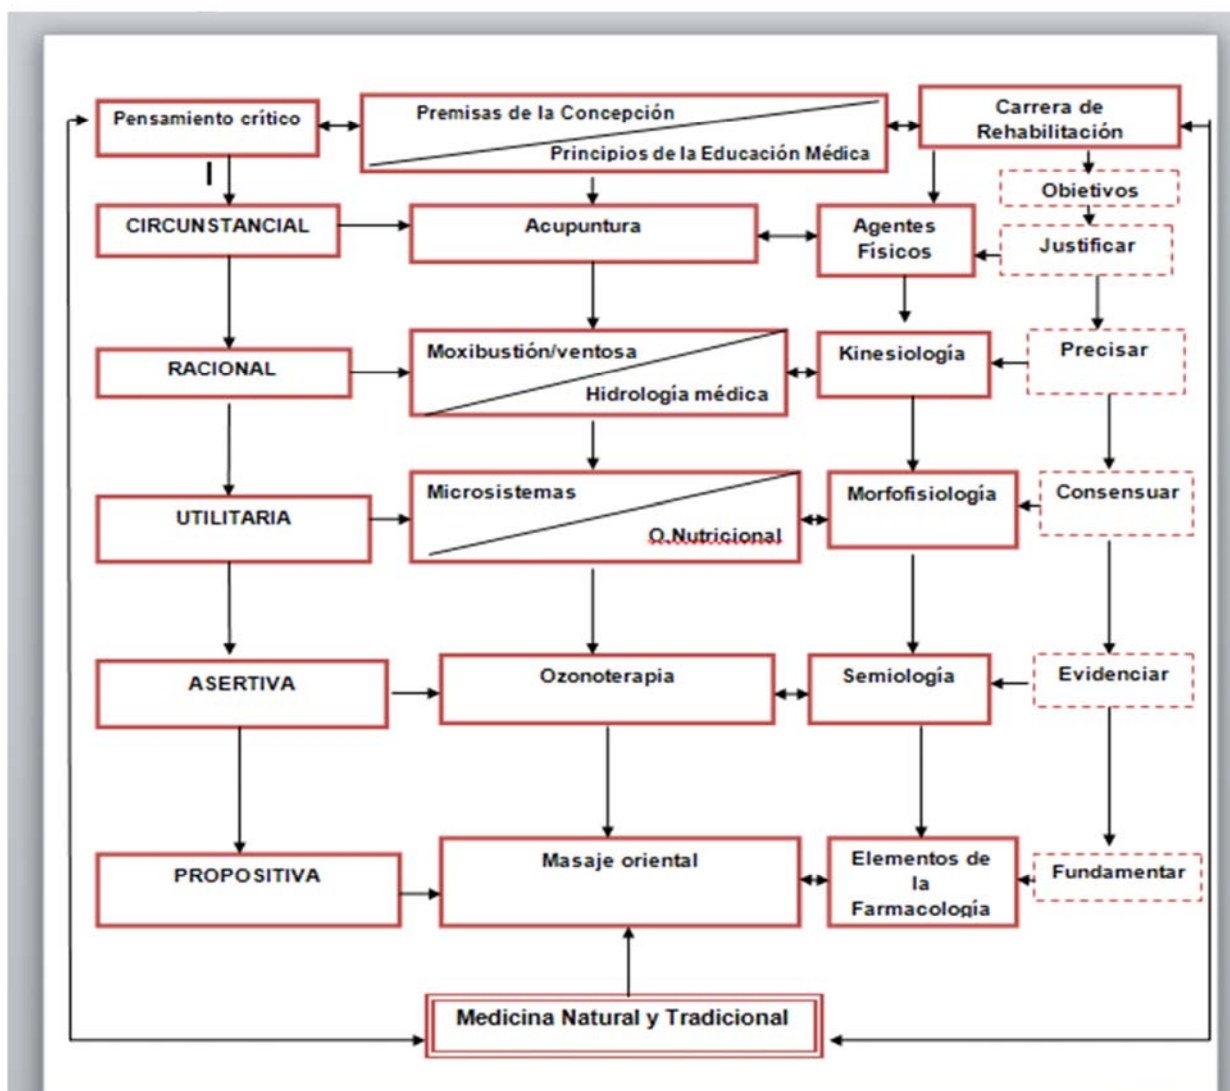 Pensamiento crítico
Premisas de la Concepción
Principios de la Educación Médica
Carrera de
Rehabilitación
I
Objetivos
CIRCUNSTANCIAL
Acupuntura
Agentes
Físicos
Justificar
RACIONAL
Moxibustión/ventosa
Hidrología médica
Kinesiología
Precisar
UTILITARIA
Microsistemas
O.Nutricional
Morfofisiología
Consensuar
ASERTIVA
Ozonoterapia
Semiología
Evidenciar
PROPOSITIVA
Masaje oriental
Elementos de
la
Farmacología
Fundamentar
Medicina Natural y Tradicional